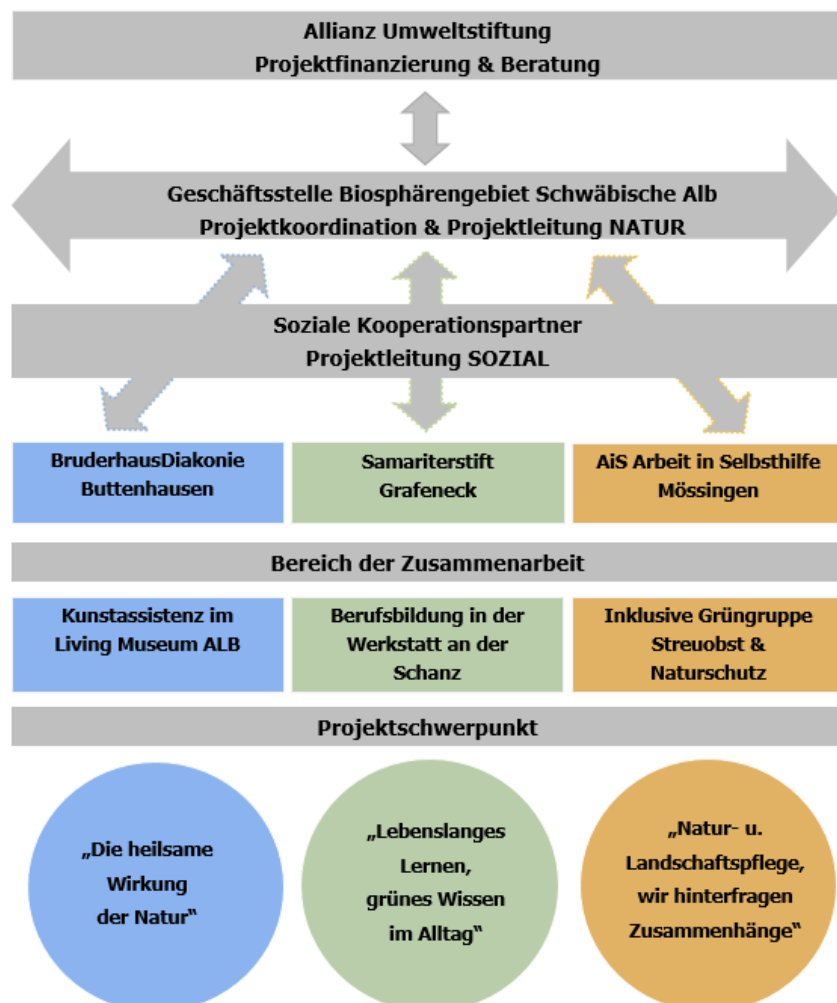 Allianz Umweltstiftung
Projektfinanzierung & Beratung
Geschäftsstelle Biosphärengebiet Schwäbische Alb
Projektkoordination & Projektleitung NATUR
Soziale Kooperationspartner
Projektleitung SOZIAL
BruderhausDiakonie
Buttenhausen
Samariterstift
Grafeneck
AiS Arbeit in Selbsthilfe
Mössingen
Bereich der Zusammenarbeit
Kunstassistenz im
Living Museum ALB
Berufsbildung in der
Werkstatt an der
Schanz
Inklusive Grüngruppe
Streuobst &
Naturschutz
Projektschwerpunkt
„Die heilsame
Wirkung
der Natur“
„Lebenslanges
Lernen,
grünes Wissen
im Alltag“
„Natur- u.
Landschaftspflege,
wir hinterfragen
Zusammenhänge“